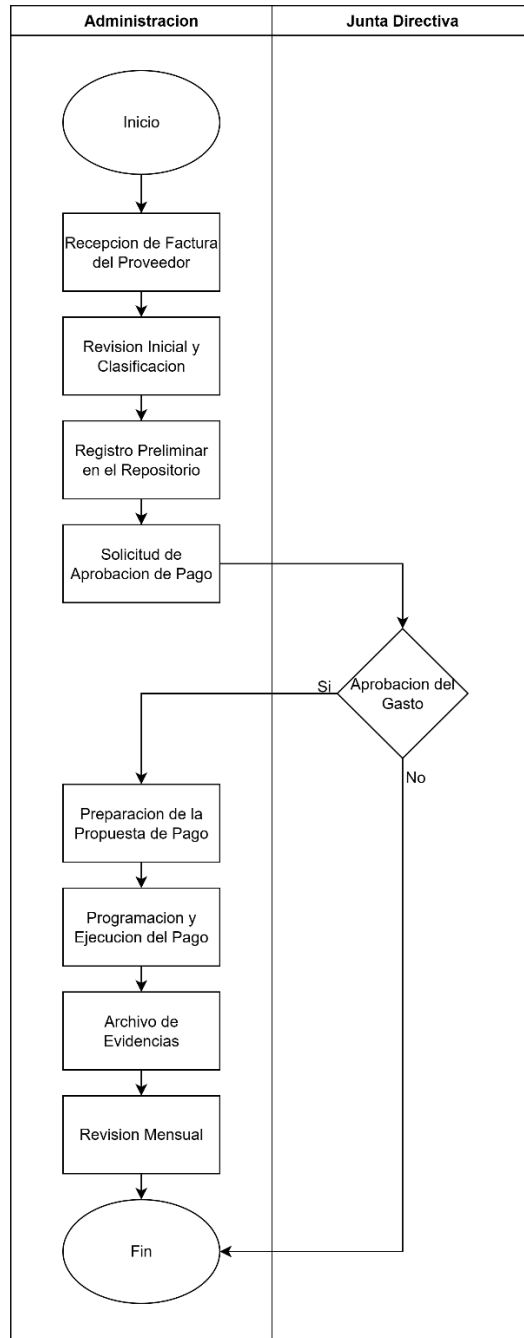 Administracion
Junta Directiva
Inicio
Recepcion de Factura
del Proveedor
Revision Inicial y
Clasificacion
Registro Preliminar
en el Repositorio
Solicitud de
Aprobacion de Pago
Aprobacion del
Gasto
Si
No
Preparacion de la
Propuesta de Pago
Programacion y
Ejecucion del Pago
Archivo de
Evidencias
Revision Mensual
Fin